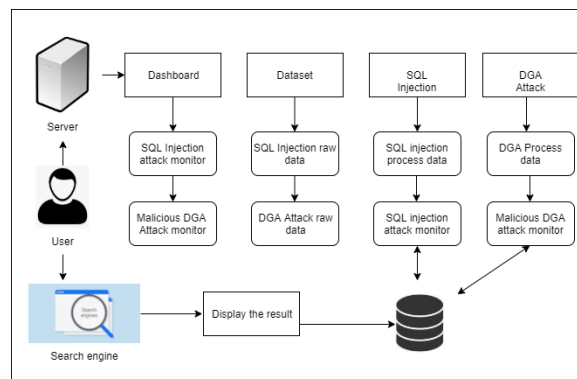 Dashboard
Dataset
SQL
Injection
DGA
Attack
Server
SQL Injection
attack monitor
SQL Injection raw
data
SQL injection
process data
DGA Process
data
Malicious DGA
Attack monitor
DGA Attack raw
data
SQL injection
attack monitor
Malicious DGA
attack monitor
User
Search
engines
Display the result
Search engine